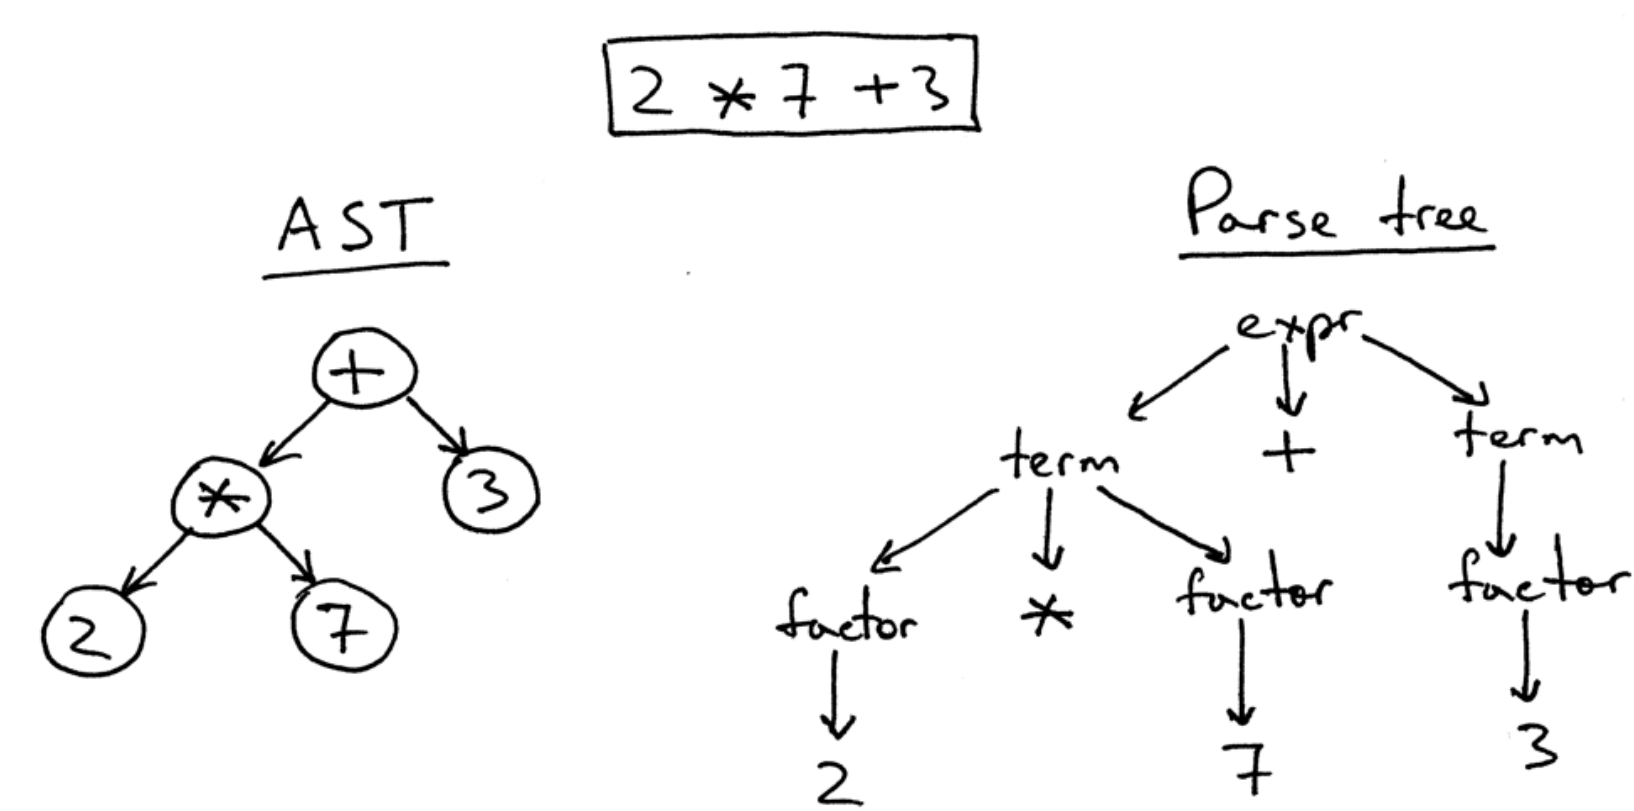 2 * 7 + 3
AST
Parse tree
+
* 3
2 7
expr
term + term
factor * factor factor
2 7 3